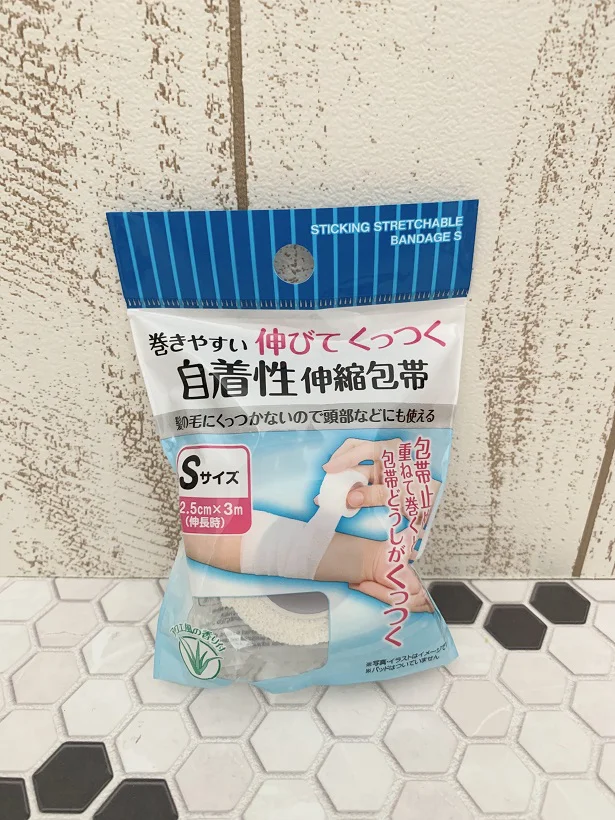 STICKING STRETCHABLE
BANDAGE S
巻きやすい 伸びてくっつく
自着性 伸縮包帯
髪の毛にくっつかないので頭部などにも使える
Sサイズ
2.5cm×3m
(伸長時)
包帯止
重ねて巻く
包帯どうしがくっつく
アロエ風の香り付
※写真・イラストはイメージで
※パッドはついていません